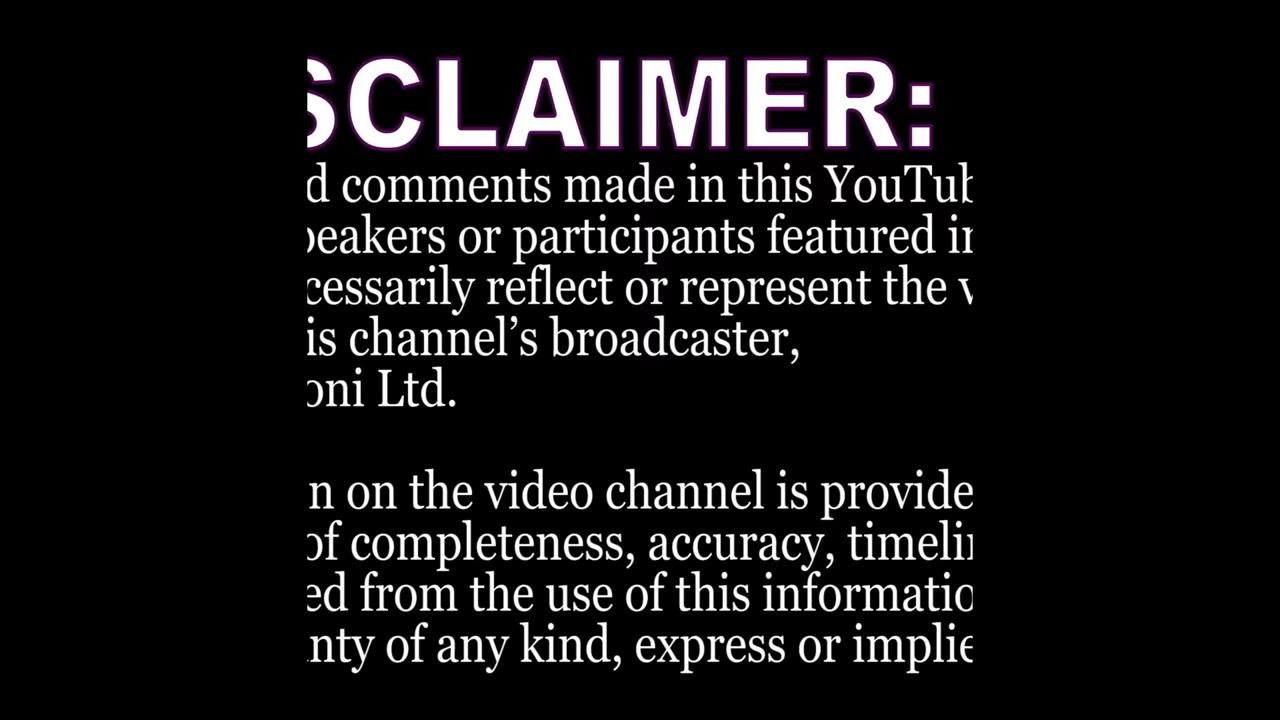 SCLAIMER:
d comments made in this YouTub
peakers or participants featured in
cessarily reflect or represent the v
is channel’s broadcaster,
oni Ltd.
n on the video channel is provide
of completeness, accuracy, timelin
ed from the use of this informatio
nty of any kind, express or implie